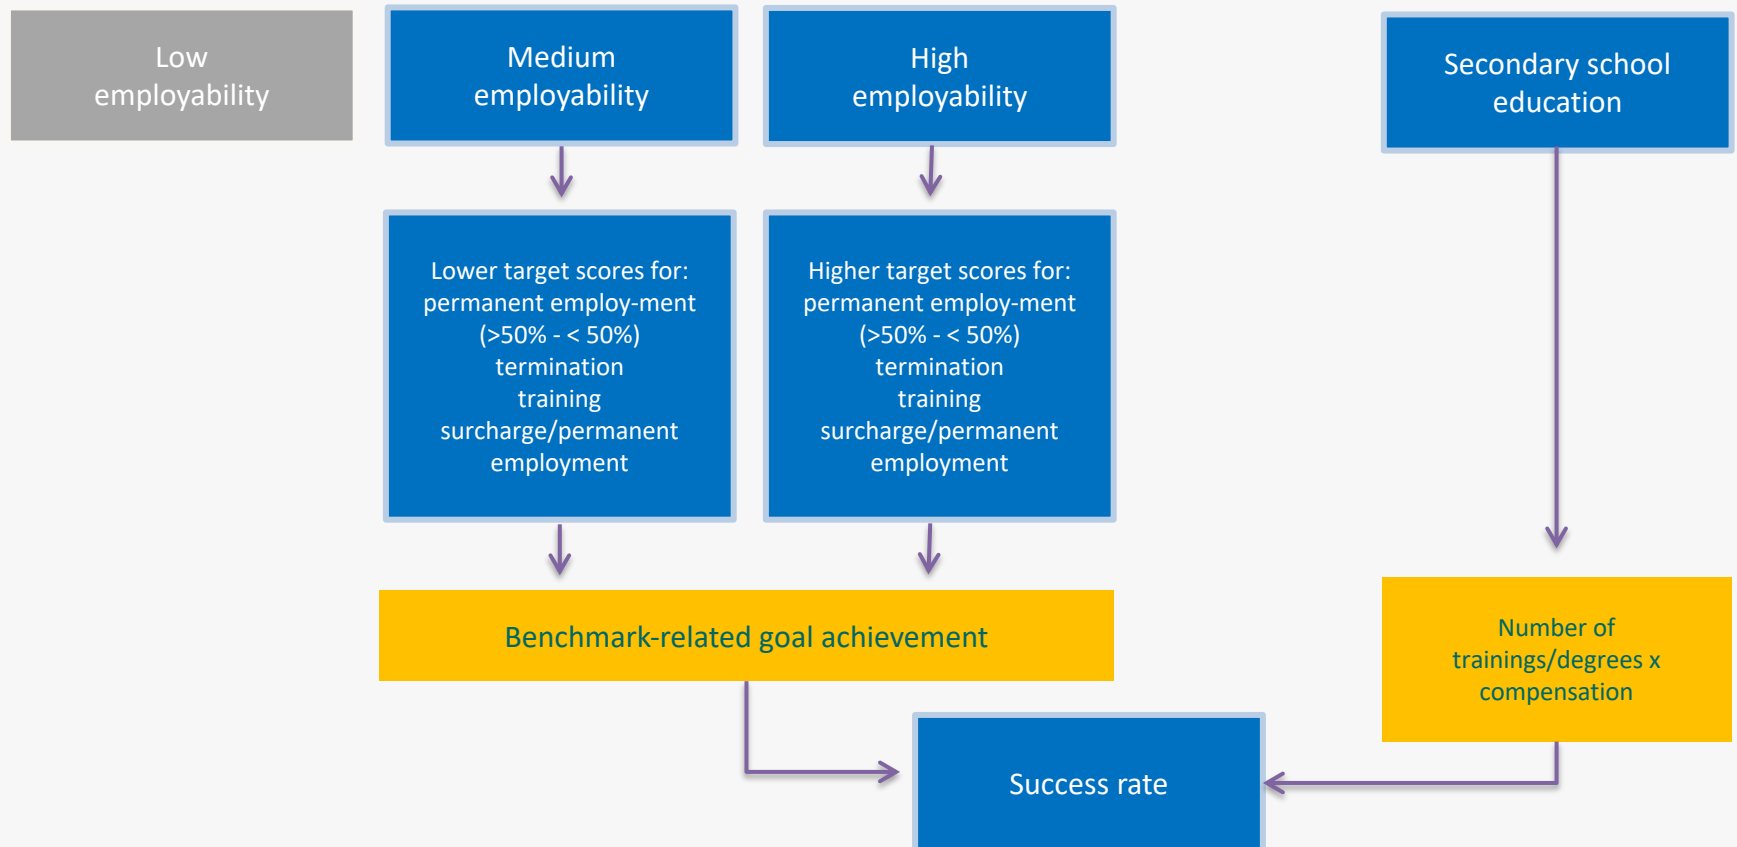 Low
employability
Medium
employability
High
employability
Secondary school
education
Lower target scores for:
permanent employ-ment
(>50% - < 50%)
termination
training
surcharge/permanent
employment
Higher target scores for:
permanent employ-ment
(>50% - < 50%)
termination
training
surcharge/permanent
employment
Benchmark-related goal achievement
Number of
trainings/degrees x
compensation
Success rate